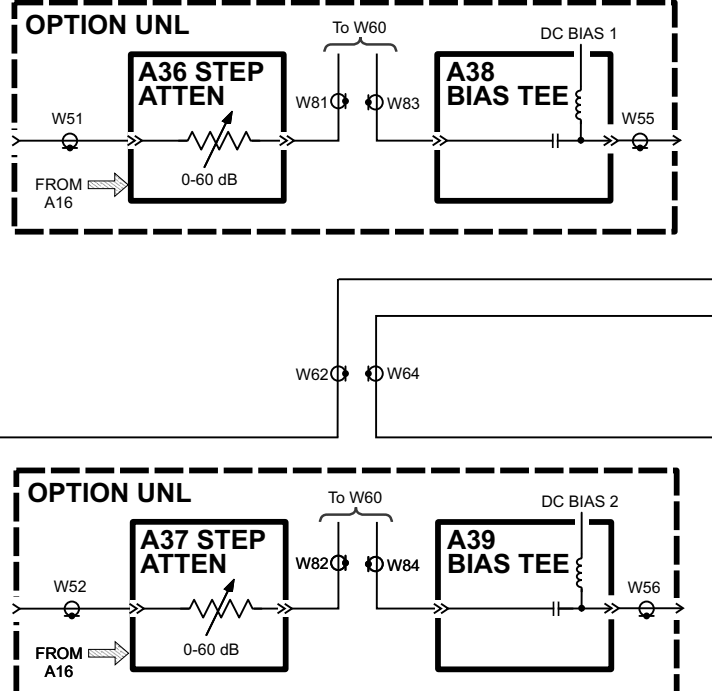 OPTION UNL
To W60
DC BIAS 1
A36 STEP
ATTEN
A38
BIAS TEE
W51
W81
W83
W55
0-60 dB
FROM
A16
W62
W64
OPTION UNL
To W60
DC BIAS 2
A37 STEP
ATTEN
A39
BIAS TEE
W52
W82
W84
W56
0-60 dB
FROM
A16